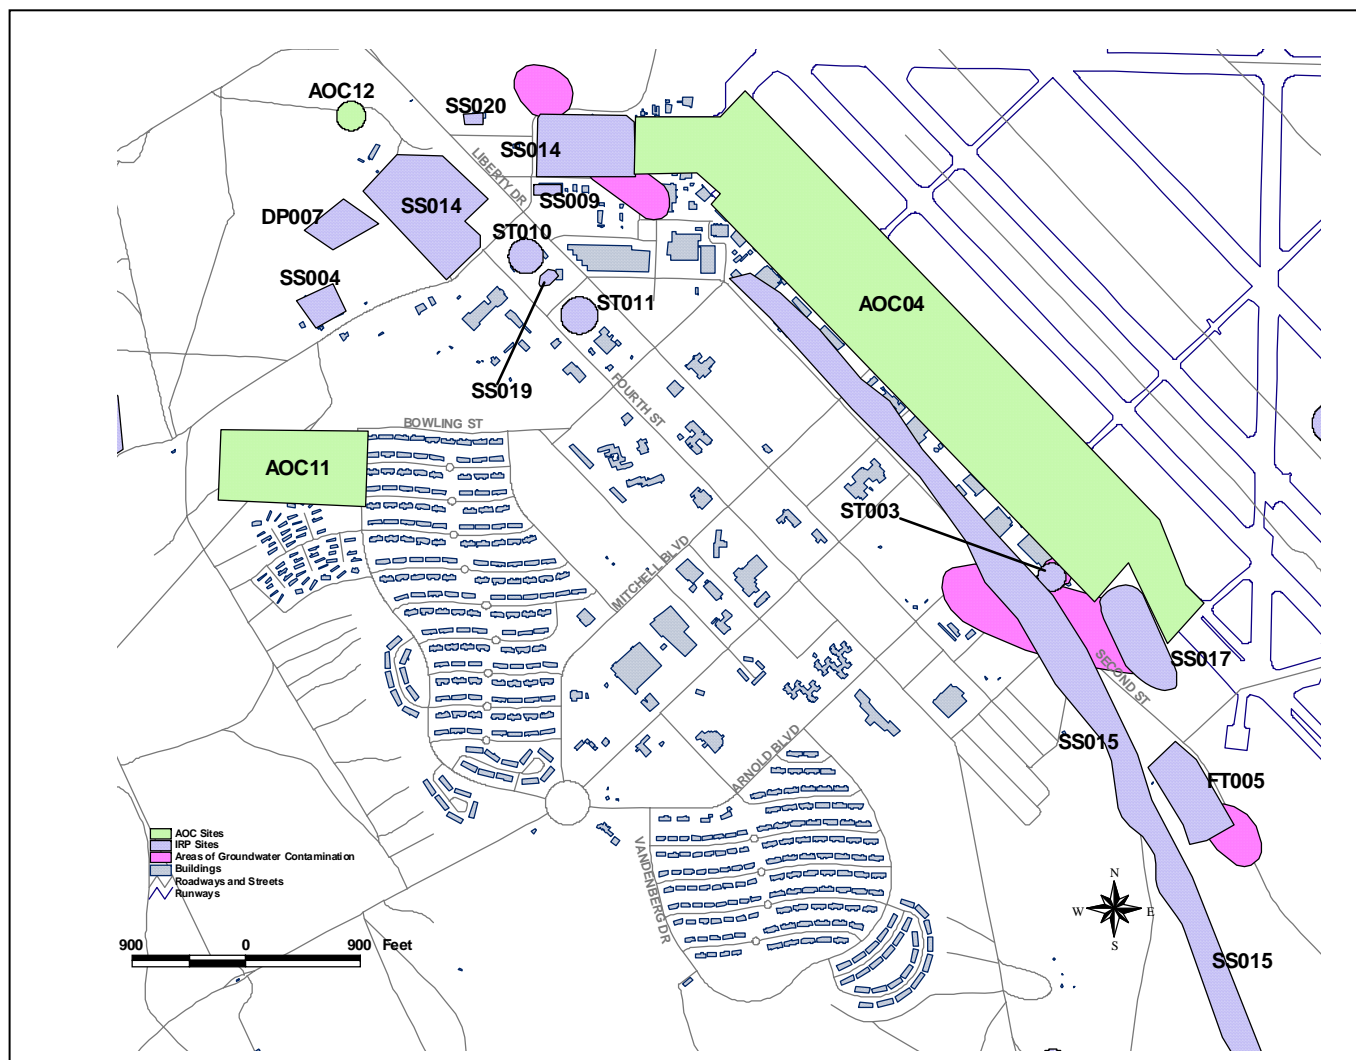 AOC12
SS020
SS014
LIBERTY DR
SS009
SS014
DP007
ST010
SS004
ST011
AOC04
SS019
FOURTH ST
BOWLING ST
AOC11
ST003
MITCHELL BLVD
SS017
SECOND ST
SS015
ARNOLD BLVD
FT005
VANDENBERG DR
AOC Sites
IRP Sites
Areas of Groundwater Contamination
Buildings
Roadways and Streets
Runways
N
W E
S
900 0 900 Feet
SS015